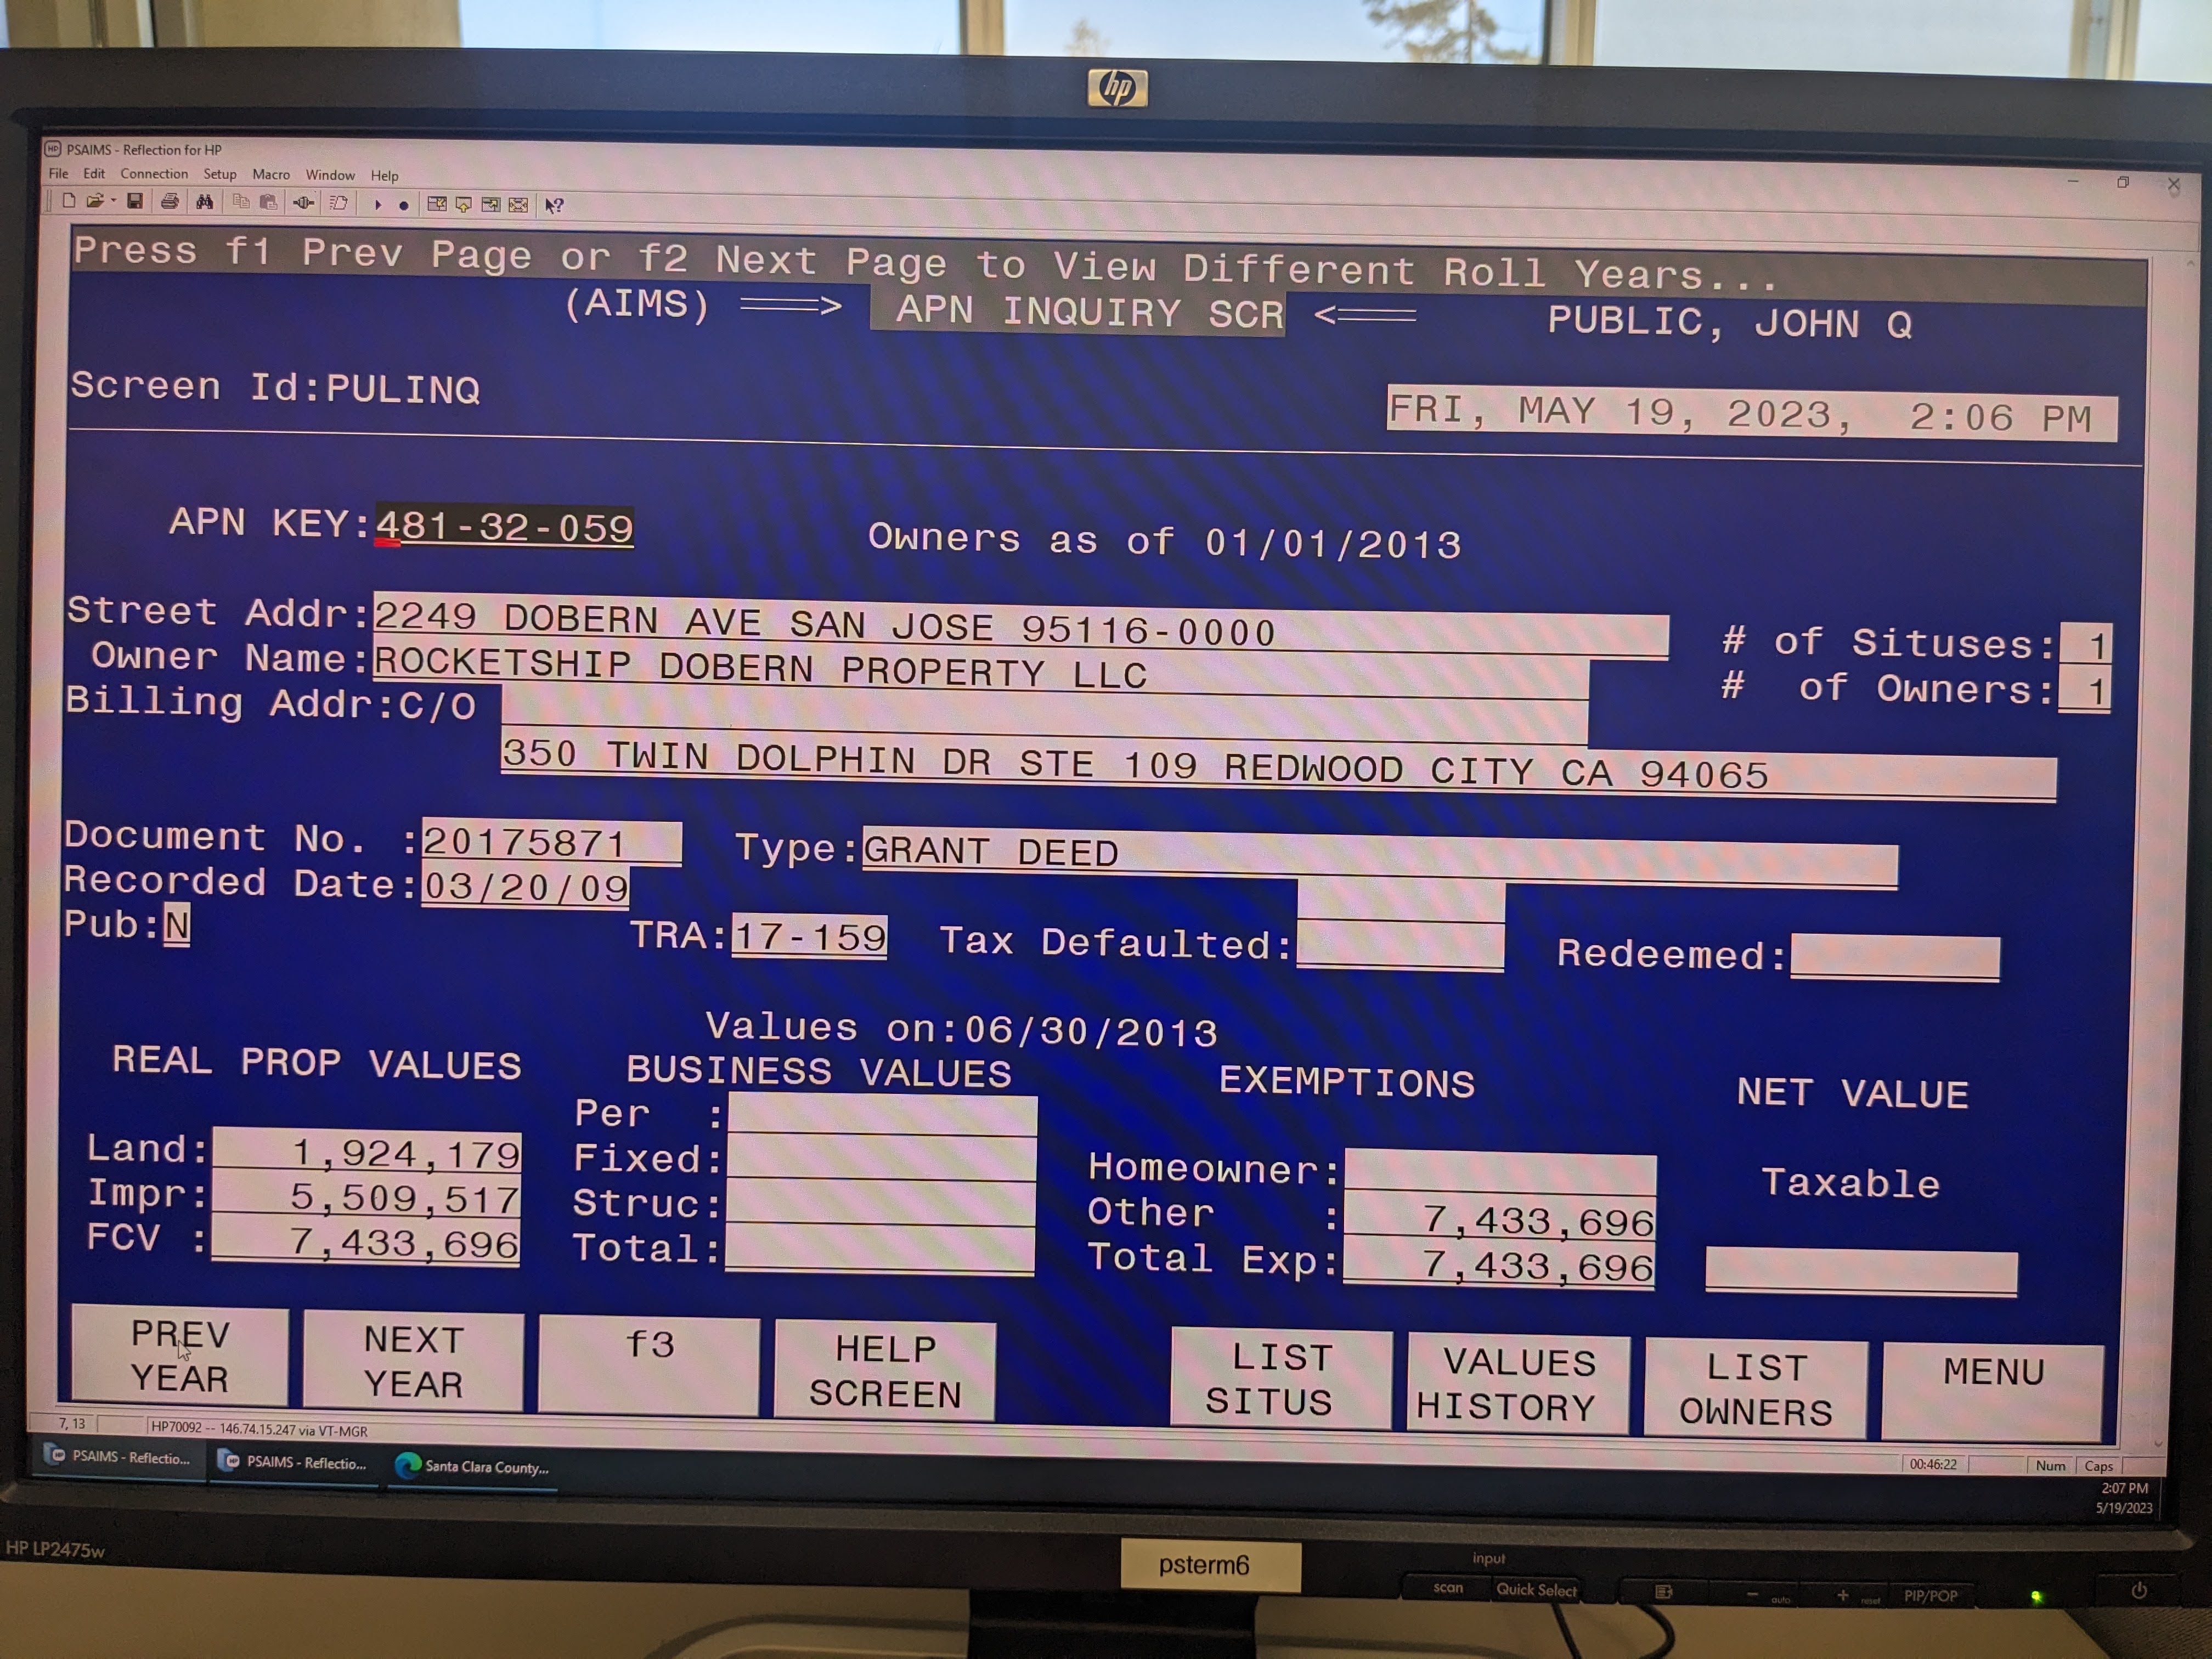 hp
PSAIMS - Reflection for HP
File Edit Connection Setup Macro Window Help
Press f1 Prev Page or f2 Next Page to View Different Roll Years...
(AIMS) ===> APN INQUIRY SCR <=== PUBLIC, JOHN Q
Screen Id:PULINQ
FRI, MAY 19, 2023, 2:06 PM
APN KEY:481-32-059 Owners as of 01/01/2013
Street Addr:2249 DOBERN AVE SAN JOSE 95116-0000 # of Situses: 1
Owner Name:ROCKETSHIP DOBERN PROPERTY LLC # of Owners: 1
Billing Addr:C/O
350 TWIN DOLPHIN DR STE 109 REDWOOD CITY CA 94065
Document No. :20175871 Type:GRANT DEED
Recorded Date:03/20/09
Pub:N TRA:17-159 Tax Defaulted: Redeemed:
Values on:06/30/2013
REAL PROP VALUES BUSINESS VALUES EXEMPTIONS NET VALUE
Per :
Land: 1,924,179 Fixed: Homeowner: Taxable
Impr: 5,509,517 Struc: Other : 7,433,696
FCV : 7,433,696 Total: Total Exp: 7,433,696
PREV YEAR NEXT YEAR f3 HELP SCREEN LIST SITUS VALUES HISTORY LIST OWNERS MENU
7, 13 HP70092 -- 146.74.15.247 via VT-MGR 00:46:22 Num Caps
PSAIMS - Reflectio... PSAIMS - Reflectio... Santa Clara County...
2:07 PM
5/19/2023
HP LP2475w
psterm6
input
scan Quick Select - auto + reset PIP/POP